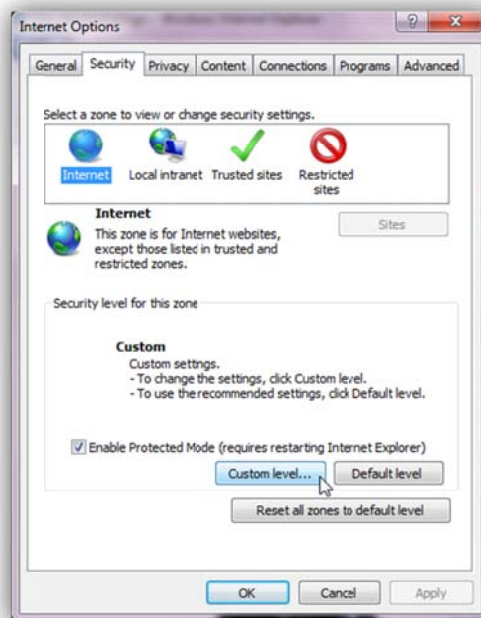 Internet Options
General Security Privacy Content Connections Programs Advanced
Select a zone to view or change security settings.
Internet Local intranet Trusted sites Restricted
sites
Internet
Sites
This zone is for Internet websites,
except those listed in trusted and
restricted zones.
Security level for this zone
Custom
Custom settings.
- To change the settings, click Custom level.
- To use the recommended settings, click Default level.
Enable Protected Mode (requires restarting Internet Explorer)
Custom level... Default level
Reset all zones to default level
OK Cancel Apply